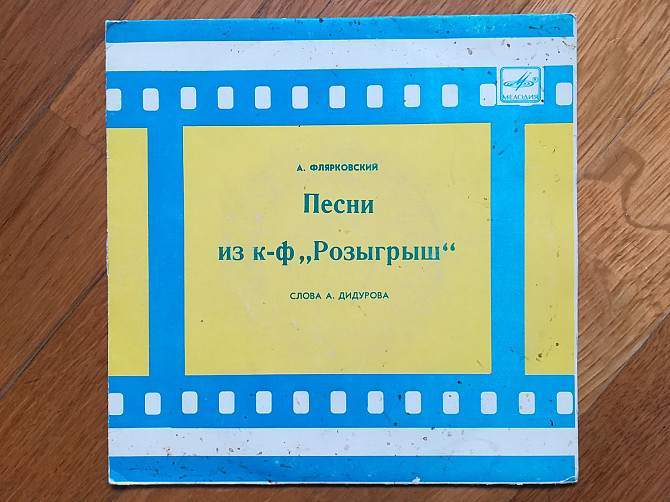 МЕЛОДИЯ
А. ФЛЯРКОВСКИЙ
Песни
из к-ф „Розыгрыш“
СЛОВА А. ДИДУРОВА